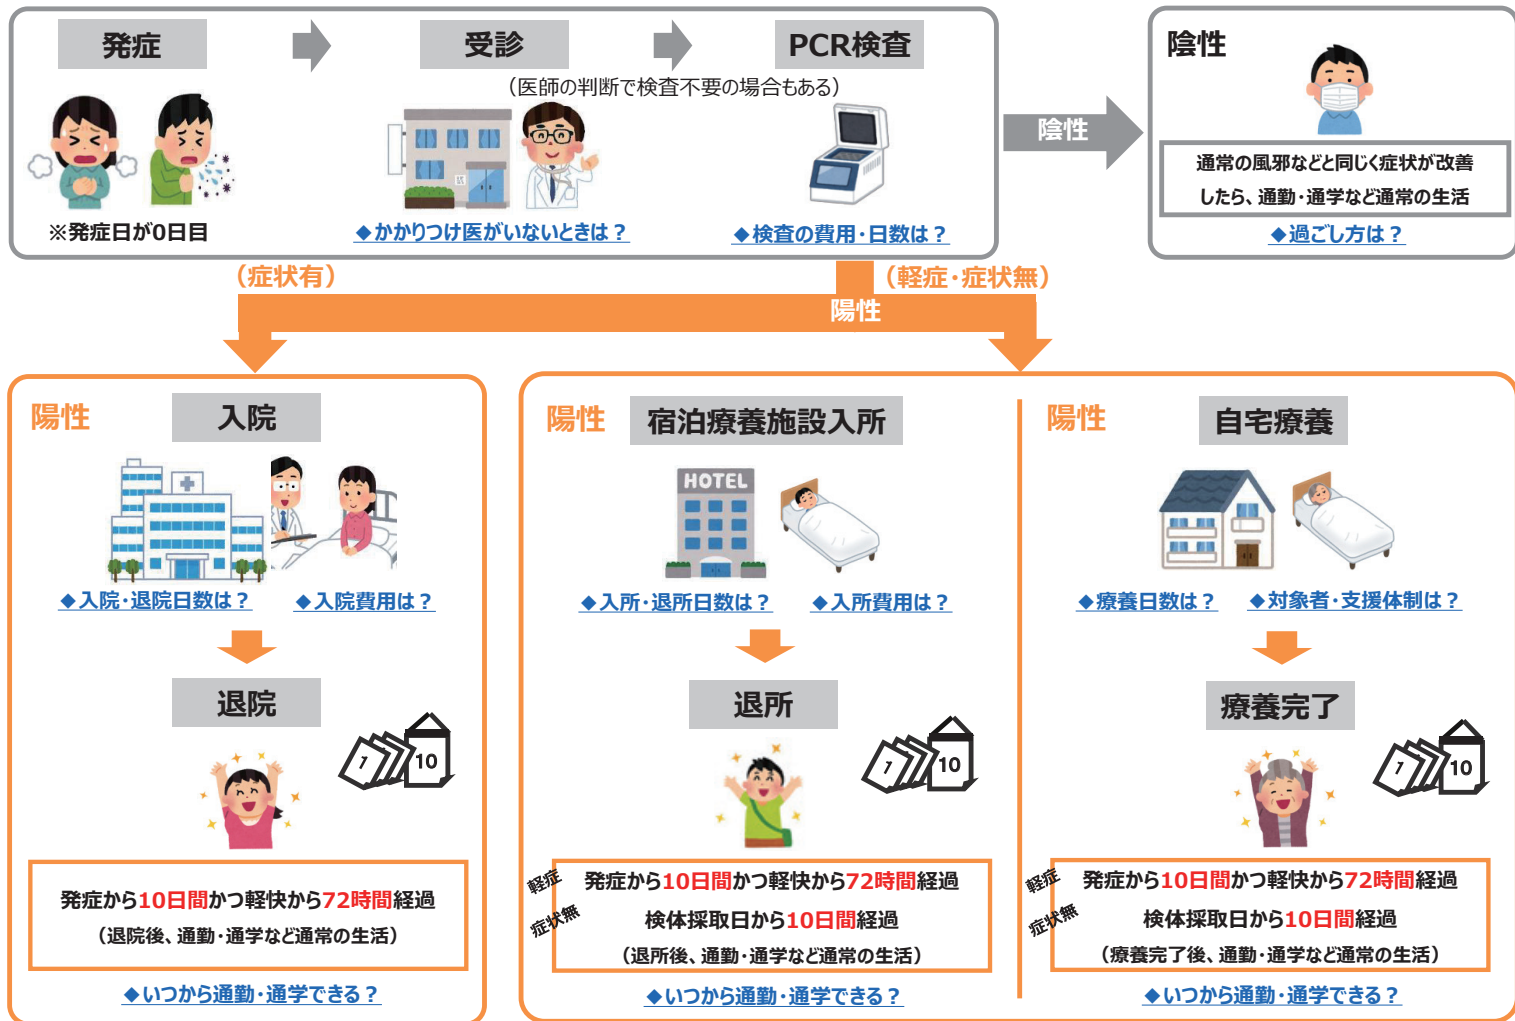 発症
受診
PCR検査
(医師の判断で検査不要の場合もある)
※発症日が0日目
◆かかりつけ医がいないときは？
◆検査の費用・日数は？
陰性
陰性
通常の風邪などと同じく症状が改善
したら、通勤・通学など通常の生活
◆過ごし方は？
(症状有)
(軽症・症状無)
陽性
陽性
入院
◆入院・退院日数は？
◆入院費用は？
退院
1
10
発症から10日間かつ軽快から72時間経過
(退院後、通勤・通学など通常の生活)
◆いつから通勤・通学できる？
陽性
宿泊療養施設入所
HOTEL
◆入所・退所日数は？
◆入所費用は？
退所
1
10
軽症
発症から10日間かつ軽快から72時間経過
症状無
検体採取日から10日間経過
(退所後、通勤・通学など通常の生活)
◆いつから通勤・通学できる？
陽性
自宅療養
◆療養日数は？
◆対象者・支援体制は？
療養完了
1
10
軽症
発症から10日間かつ軽快から72時間経過
症状無
検体採取日から10日間経過
(療養完了後、通勤・通学など通常の生活)
◆いつから通勤・通学できる？